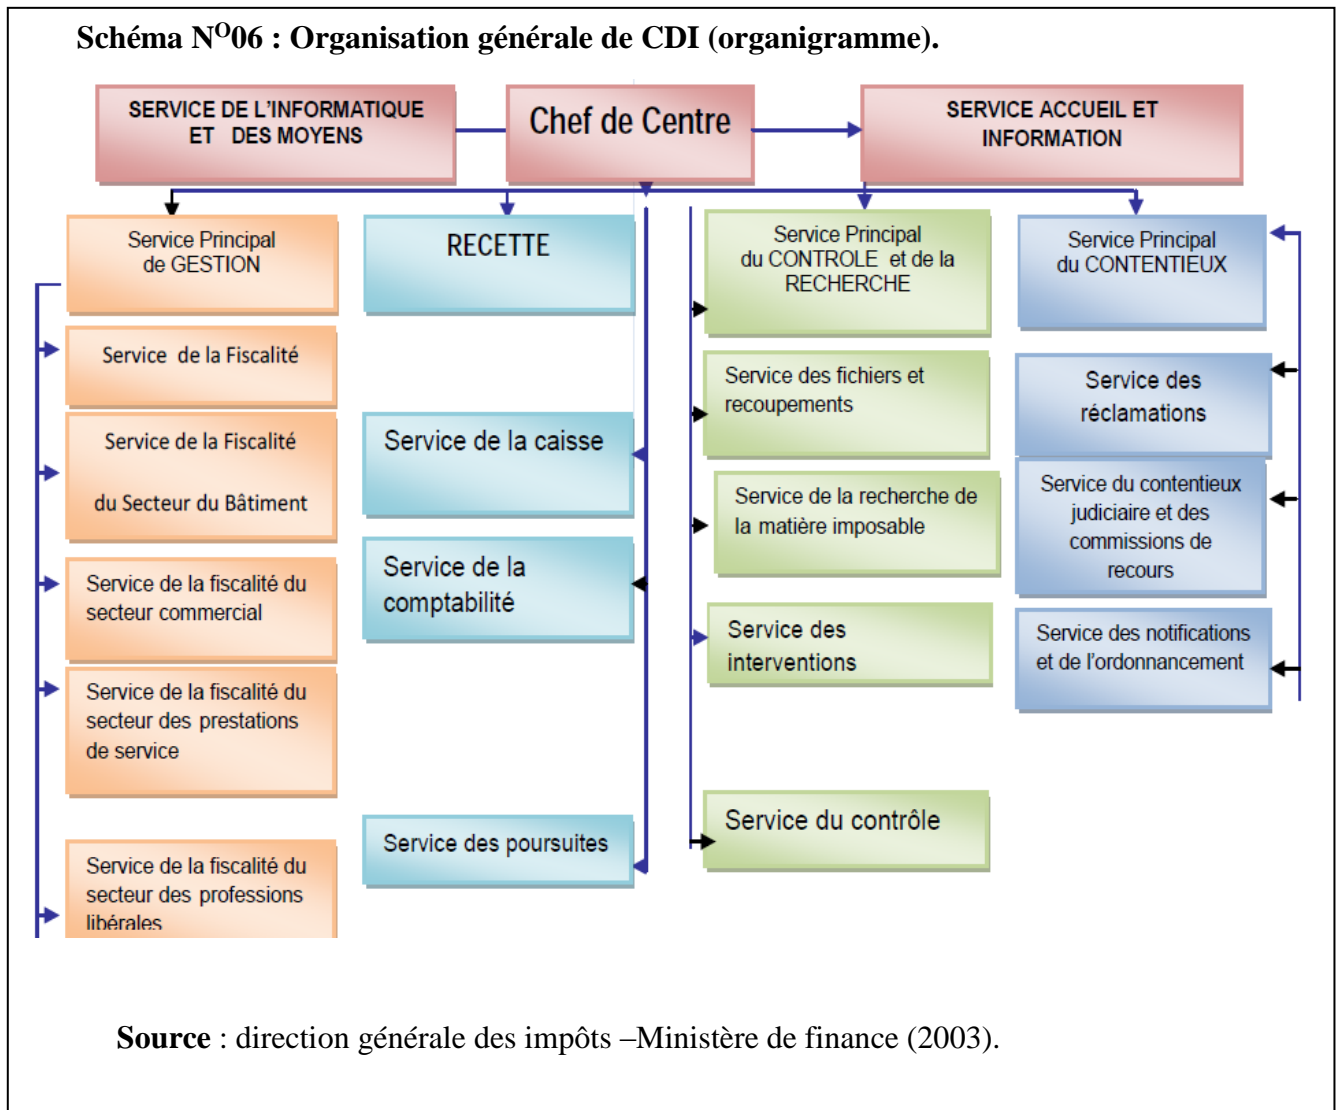 Schéma N°06 : Organisation générale de CDI (organigramme).
SERVICE DE L'INFORMATIQUE
ET DES MOYENS
Chef de Centre
SERVICE ACCUEIL ET
INFORMATION
Service Principal
de GESTION
Service de la Fiscalité
Service de la Fiscalité
du Secteur du Bâtiment
Service de la fiscalité du
secteur commercial
Service de la fiscalité du
secteur des prestations
de service
Service de la fiscalité du
secteur des professions
libérales
RECETTE
Service de la caisse
Service de la
comptabilité
Service des poursuites
Service Principal
du CONTROLE et de la
RECHERCHE
Service des fichiers et
recoupements
Service de la recherche de
la matière imposable
Service des
interventions
Service du contrôle
Service Principal
du CONTENTIEUX
Service des
réclamations
Service du contentieux
judiciaire et des
commissions de
recours
Service des notifications
et de l'ordonnancement
Source : direction générale des impôts –Ministère de finance (2003).